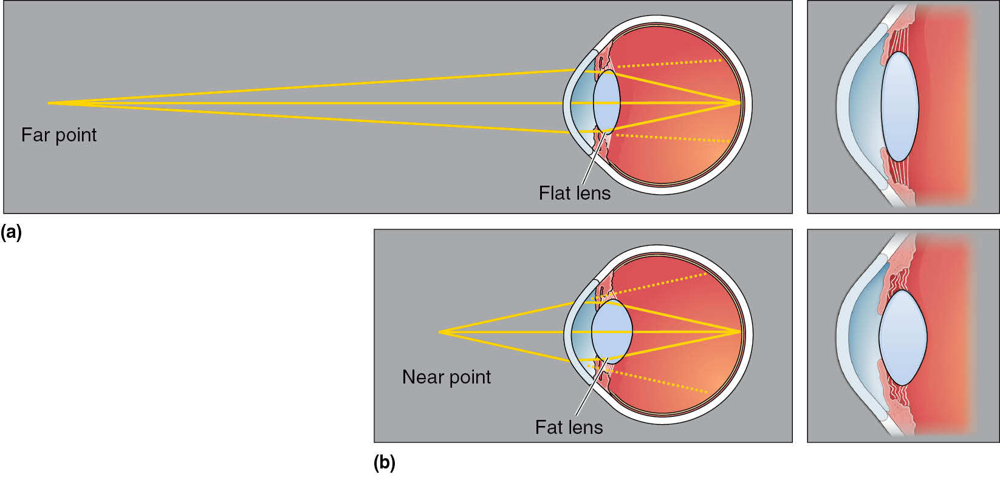 Far point
Flat lens
(a)
Near point
Fat lens
(b)